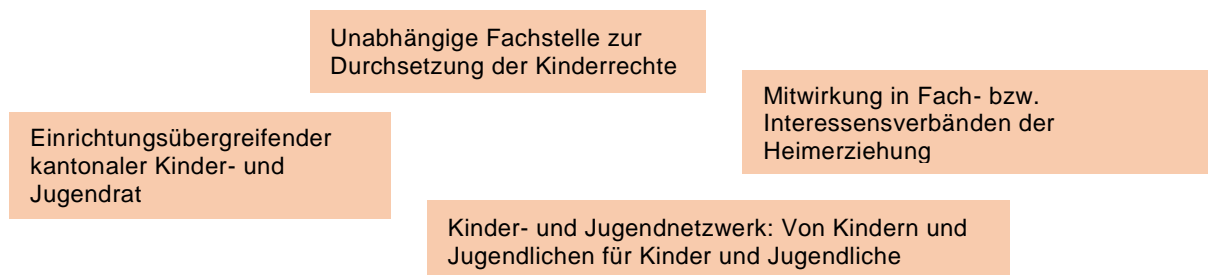 Unabhängige Fachstelle zur
Durchsetzung der Kinderrechte
Mitwirkung in Fach- bzw.
Interessensverbänden der
Heimerziehung
Einrichtungsübergreifender
kantonaler Kinder- und
Jugendrat
Kinder- und Jugendnetzwerk: Von Kindern und
Jugendlichen für Kinder und Jugendliche